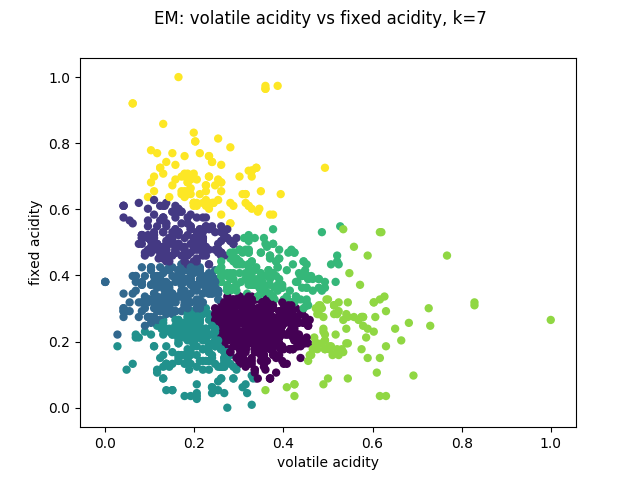 EM: volatile acidity vs fixed acidity, k=7
1.0
0.8
0.6
0.4
0.2
0.0
fixed acidity
0.0 0.2 0.4 0.6 0.8 1.0
volatile acidity